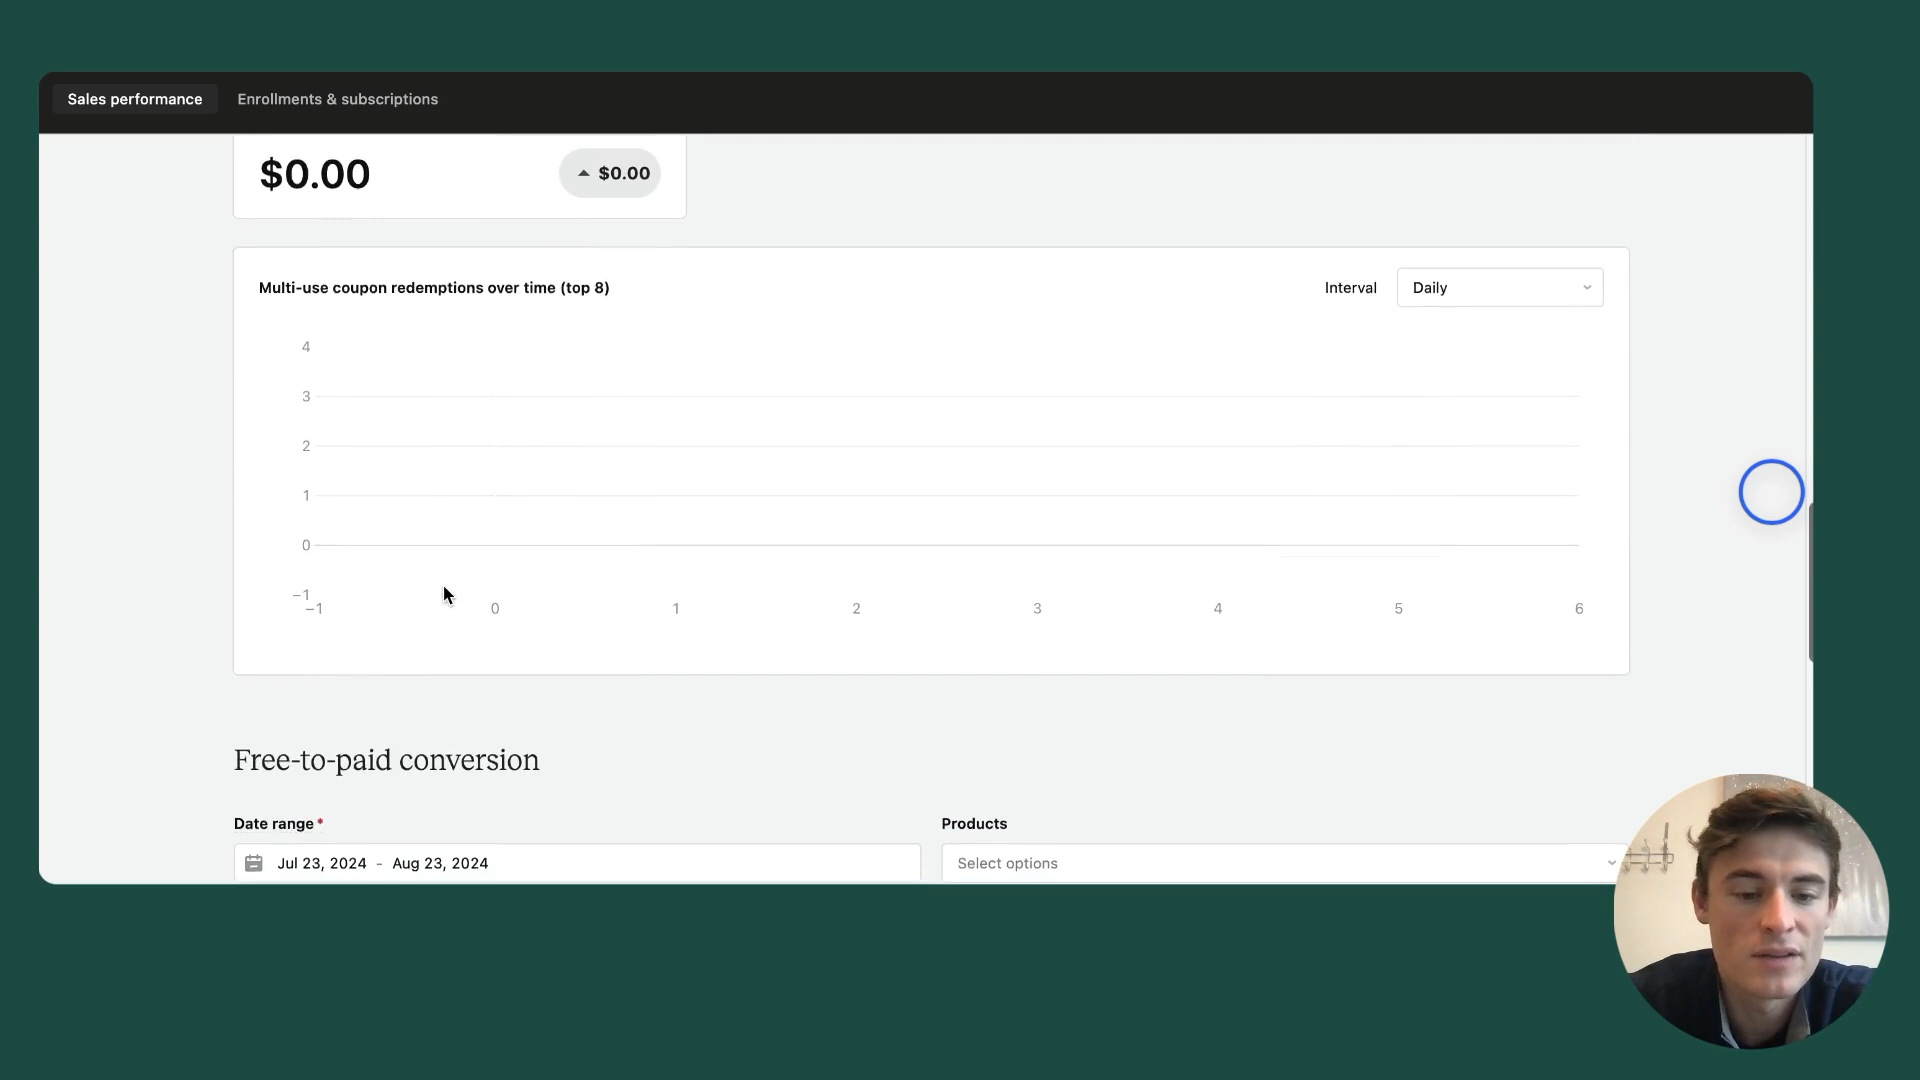 Sales performance Enrollments & subscriptions
$0.00 $0.00
Multi-use coupon redemptions over time (top 8) Interval Daily
4
3
2
1
0
−1
−1 0 1 2 3 4 5 6
Free-to-paid conversion
Date range* Products
Jul 23, 2024 - Aug 23, 2024 Select options